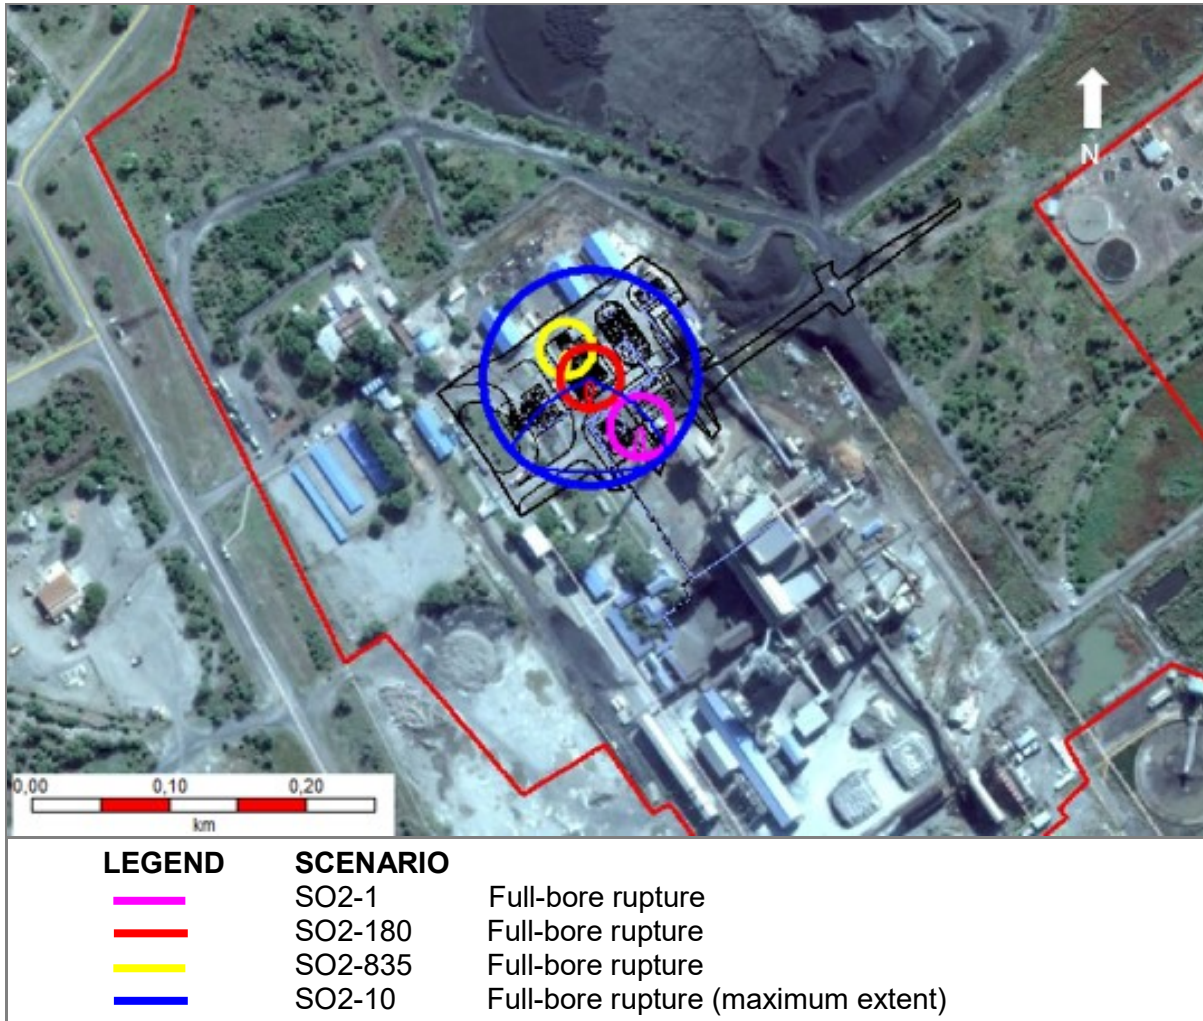 N
0,00 0,10 0,20
km
LEGEND SCENARIO
SO2-1 Full-bore rupture
SO2-180 Full-bore rupture
SO2-835 Full-bore rupture
SO2-10 Full-bore rupture (maximum extent)